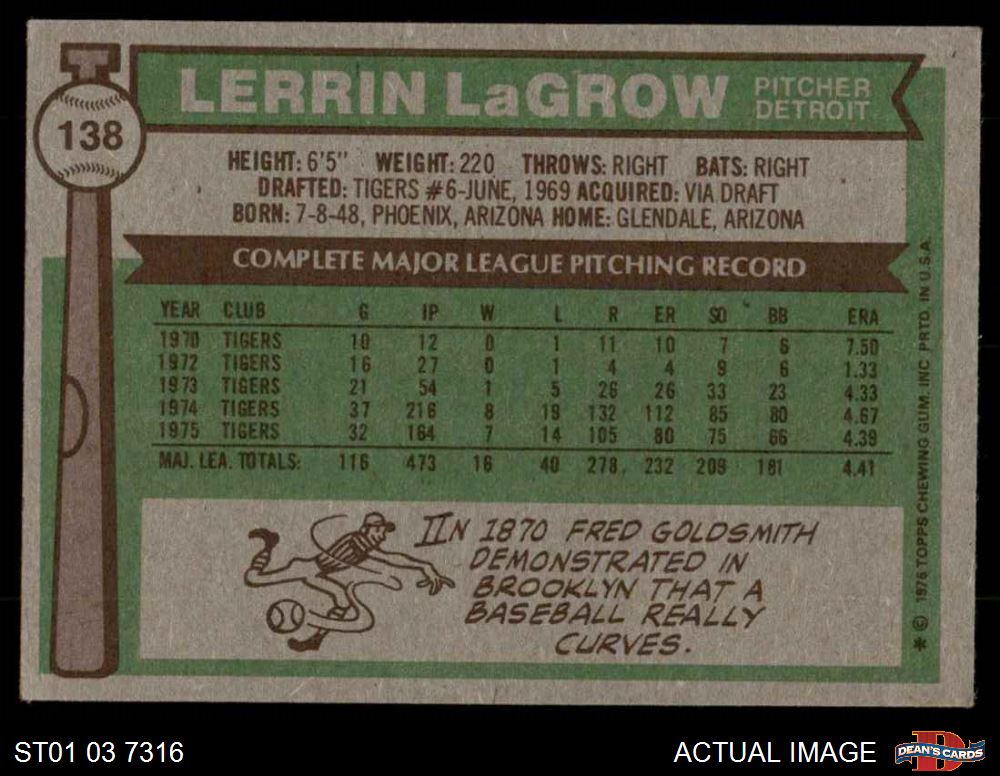 LERRIN LaGROW
PITCHER
DETROIT
138
HEIGHT: 6'5" WEIGHT: 220 THROWS: RIGHT BATS: RIGHT
DRAFTED: TIGERS #6-JUNE, 1969 ACQUIRED: VIA DRAFT
BORN: 7-8-48, PHOENIX, ARIZONA HOME: GLENDALE, ARIZONA
COMPLETE MAJOR LEAGUE PITCHING RECORD
YEAR CLUB G IP W L R ER SO BB ERA
1970 TIGERS 10 12 0 1 11 10 7 6 7.50
1972 TIGERS 16 27 0 1 4 4 9 6 1.33
1973 TIGERS 21 54 1 5 26 26 33 23 4.33
1974 TIGERS 37 216 8 19 132 112 85 80 4.67
1975 TIGERS 32 164 7 14 105 80 75 66 4.39
MAJ. LEA. TOTALS: 116 473 16 40 278 232 209 181 4.41
IN 1870 FRED GOLDSMITH
DEMONSTRATED IN
BROOKLYN THAT A
BASEBALL REALLY
CURVES.
* © 1976 TOPPS CHEWING GUM. INC PRTD. IN U.S.A.
ST01 03 7316
ACTUAL IMAGE
DEAN'S CARDS